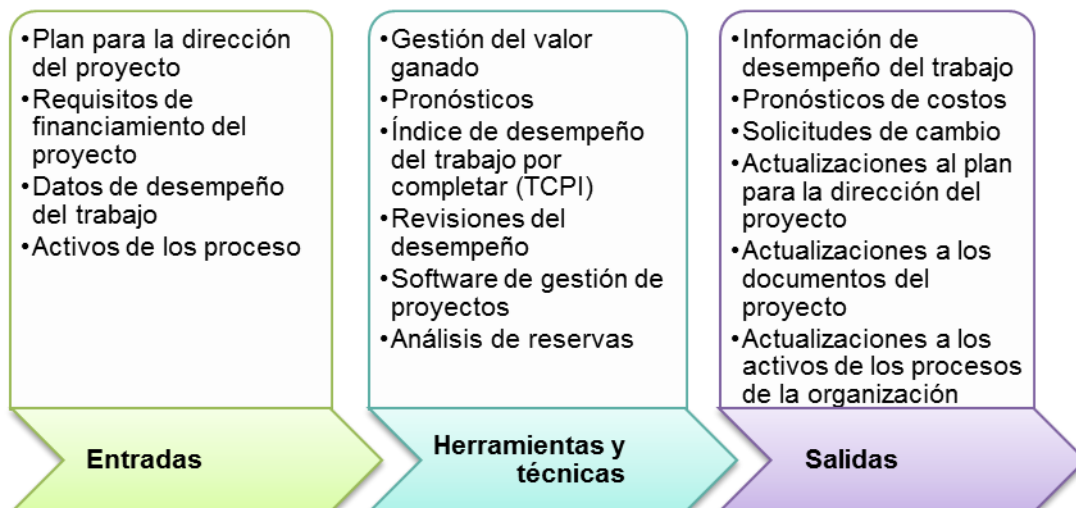 •Plan para la dirección
del proyecto
•Requisitos de
financiamiento del
proyecto
•Datos de desempeño
del trabajo
•Activos de los proceso
Entradas
•Gestión del valor
ganado
•Pronósticos
•Índice de desempeño
del trabajo por
completar (TCPI)
•Revisiones del
desempeño
•Software de gestión de
proyectos
•Análisis de reservas
Herramientas y
técnicas
•Información de
desempeño del trabajo
•Pronósticos de costos
•Solicitudes de cambio
•Actualizaciones al plan
para la dirección del
proyecto
•Actualizaciones a los
documentos del
proyecto
•Actualizaciones a los
activos de los procesos
de la organización
Salidas